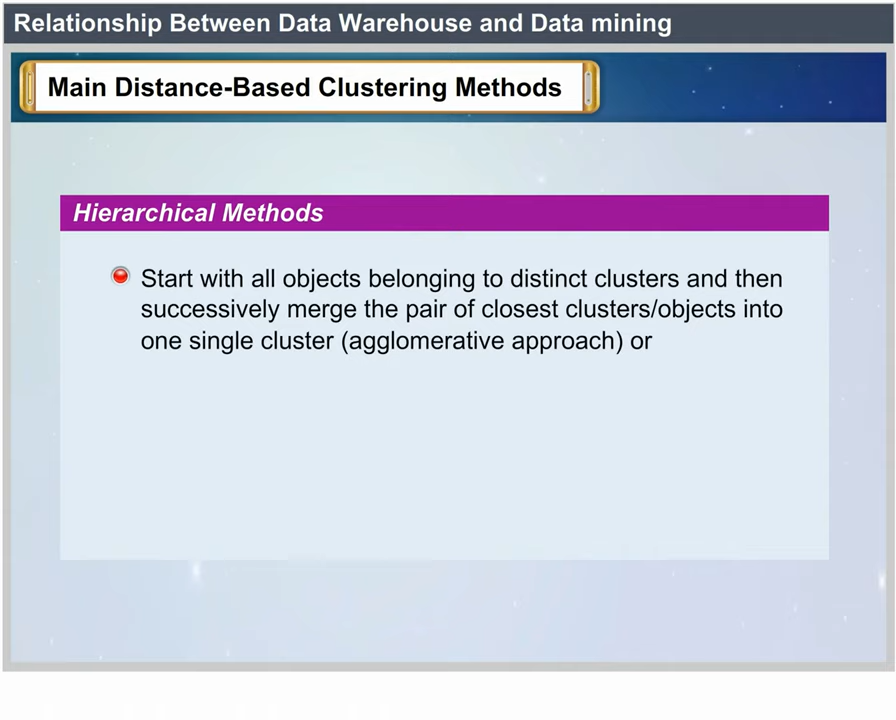 Relationship Between Data Warehouse and Data mining
Main Distance-Based Clustering Methods
Hierarchical Methods
Start with all objects belonging to distinct clusters and then
successively merge the pair of closest clusters/objects into
one single cluster (agglomerative approach) or